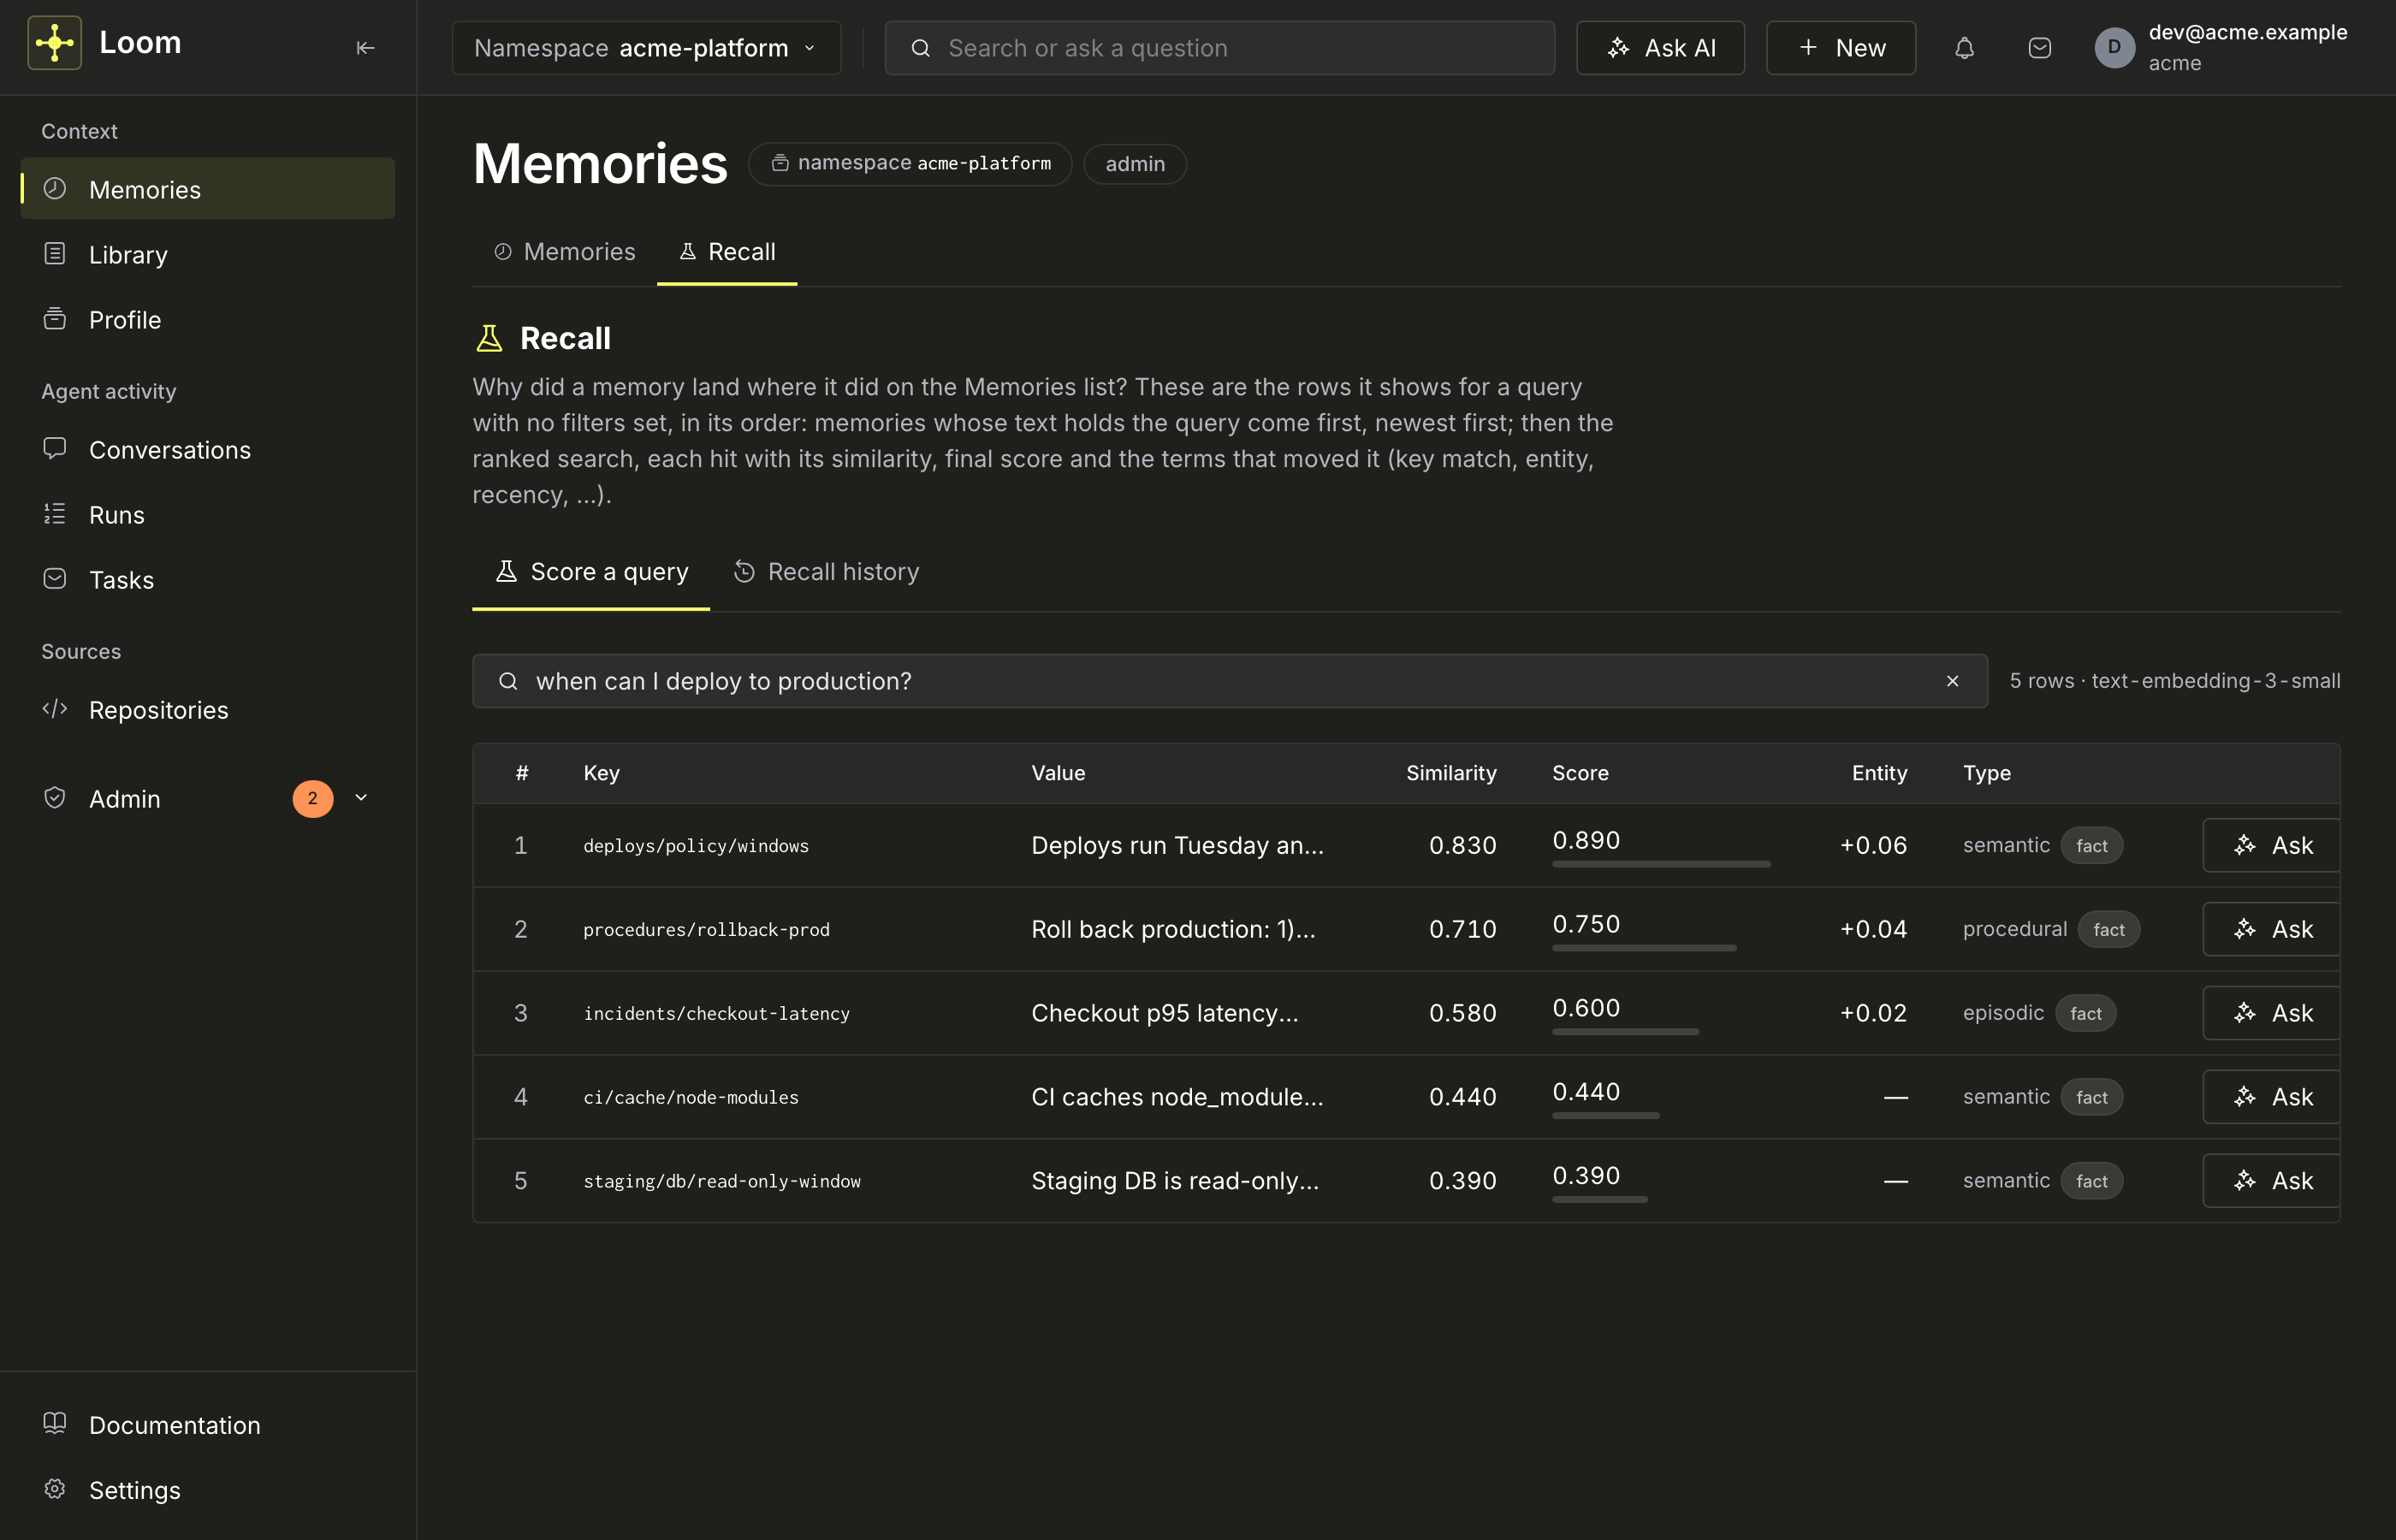 Loom
Namespace acme-platform
Search or ask a question
Ask AI
New
D
dev@acme.example
acme
Context
Memories
Library
Profile
Agent activity
Conversations
Runs
Tasks
Sources
Repositories
Admin
2
Documentation
Settings
Memories
namespace acme-platform
admin
Memories
Recall
Recall
Why did a memory land where it did on the Memories list? These are the rows it shows for a query
with no filters set, in its order: memories whose text holds the query come first, newest first; then the
ranked search, each hit with its similarity, final score and the terms that moved it (key match, entity,
recency, ...).
Score a query
Recall history
when can I deploy to production?
5 rows · text-embedding-3-small
# Key Value Similarity Score Entity Type
1 deploys/policy/windows Deploys run Tuesday an... 0.830 0.890 +0.06 semantic fact Ask
2 procedures/rollback-prod Roll back production: 1)... 0.710 0.750 +0.04 procedural fact Ask
3 incidents/checkout-latency Checkout p95 latency... 0.580 0.600 +0.02 episodic fact Ask
4 ci/cache/node-modules CI caches node_module... 0.440 0.440 — semantic fact Ask
5 staging/db/read-only-window Staging DB is read-only... 0.390 0.390 — semantic fact Ask